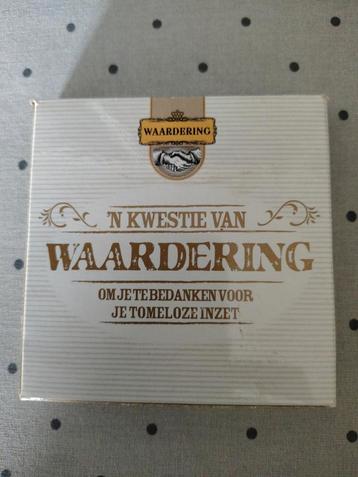 WAARDERING
'N KWESTIE VAN
WAARDERING
OM JE TE BEDANKEN VOOR
JE TOMELOZE INZET